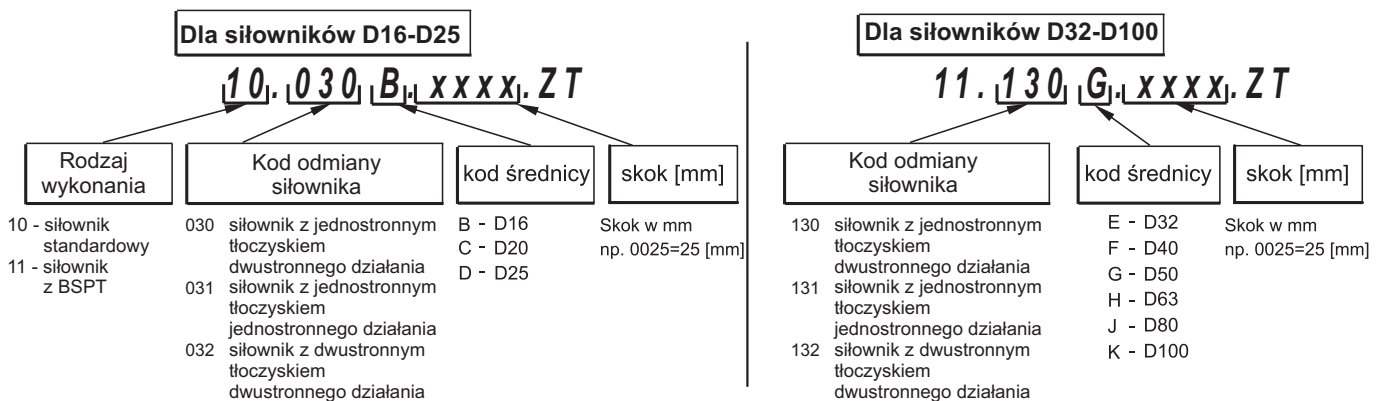 Dla siłowników D16-D25
10.030B.xxxx.ZT
Rodzaj
wykonania
Kod odmiany
siłownika
kod średnicy
skok [mm]
10 - siłownik
standardowy
11 - siłownik
z BSPT
030 siłownik z jednostronnym
tłoczyskiem
dwustronnego działania
031 siłownik z jednostronnym
tłoczyskiem
jednostronnego działania
032 siłownik z dwustronnym
tłoczyskiem
dwustronnego działania
B - D16
C - D20
D - D25
Skok w mm
np. 0025=25 [mm]
Dla siłowników D32-D100
11.130G.xxxx.ZT
Kod odmiany
siłownika
kod średnicy
skok [mm]
130 siłownik z jednostronnym
tłoczyskiem
dwustronnego działania
131 siłownik z jednostronnym
tłoczyskiem
jednostronnego działania
132 siłownik z dwustronnym
tłoczyskiem
dwustronnego działania
E - D32
F - D40
G - D50
H - D63
J - D80
K - D100
Skok w mm
np. 0025=25 [mm]